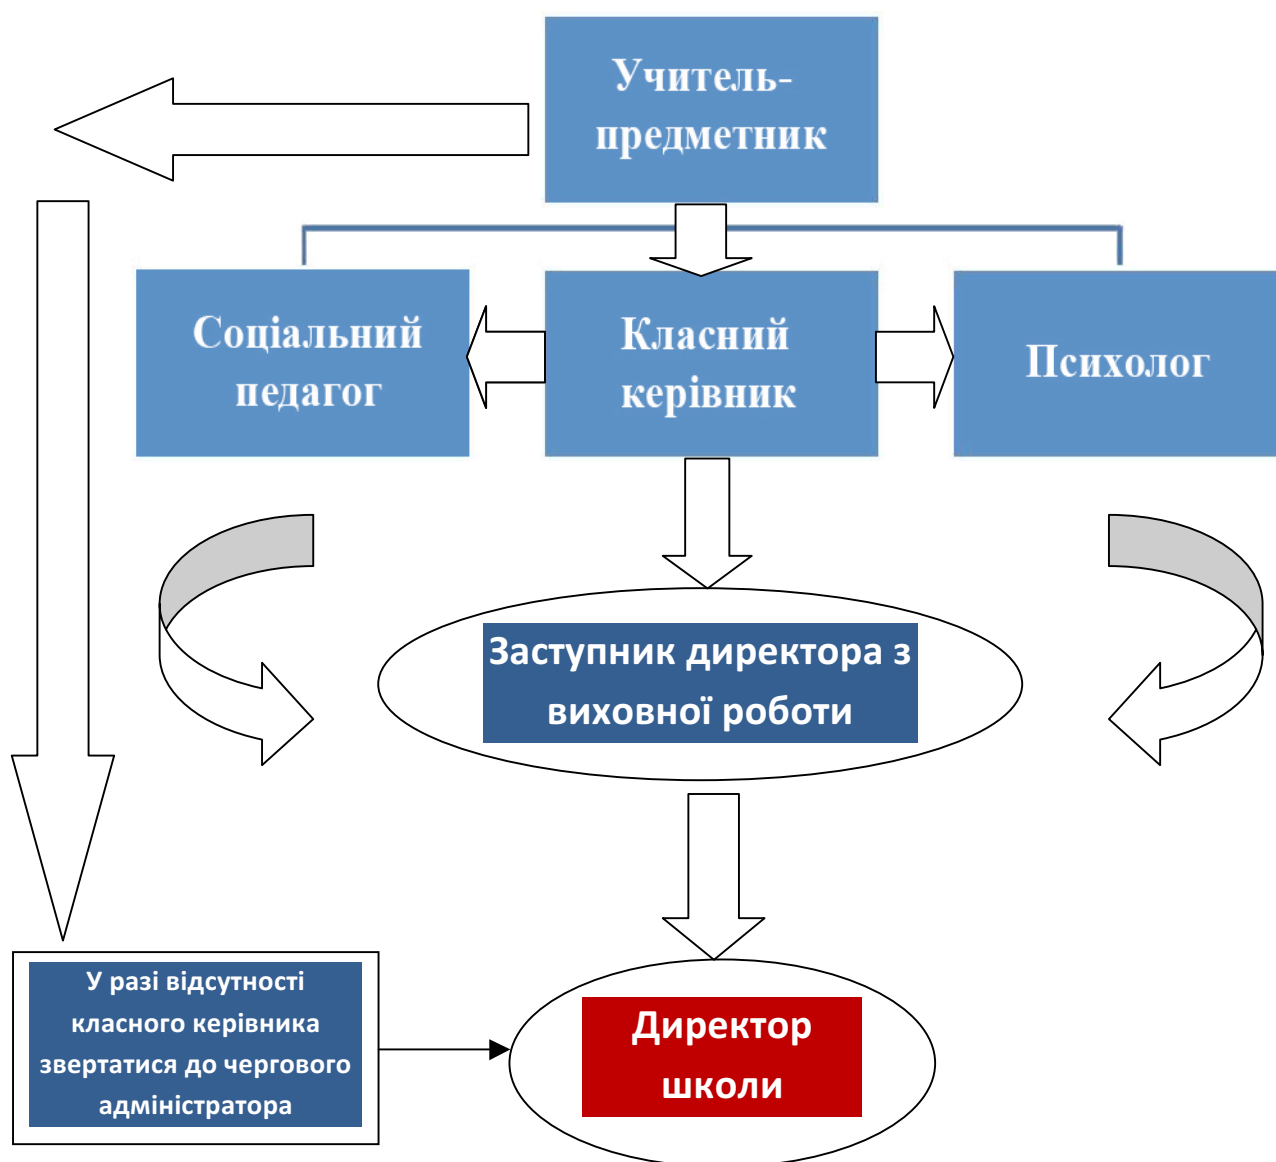 Учитель-
предметник
Соціальний
педагог
Класний
керівник
Психолог
Заступник директора з
виховної роботи
У разі відсутності
класного керівника
звертатися до чергового
адміністратора
Директор
школи